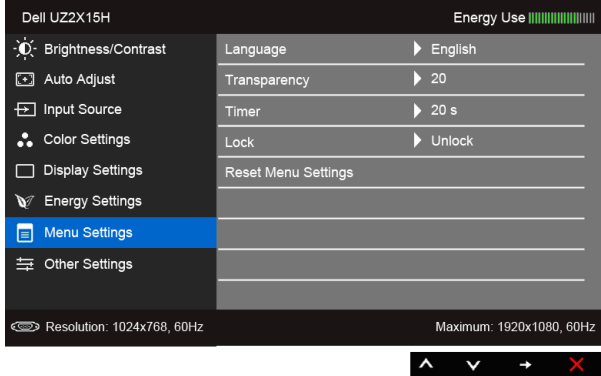 Dell UZ2X15H Energy Use
Brightness/Contrast Language English
Auto Adjust Transparency 20
Input Source Timer 20 s
Color Settings Lock Unlock
Display Settings Reset Menu Settings
Energy Settings
Menu Settings
Other Settings
Resolution: 1024x768, 60Hz Maximum: 1920x1080, 60Hz